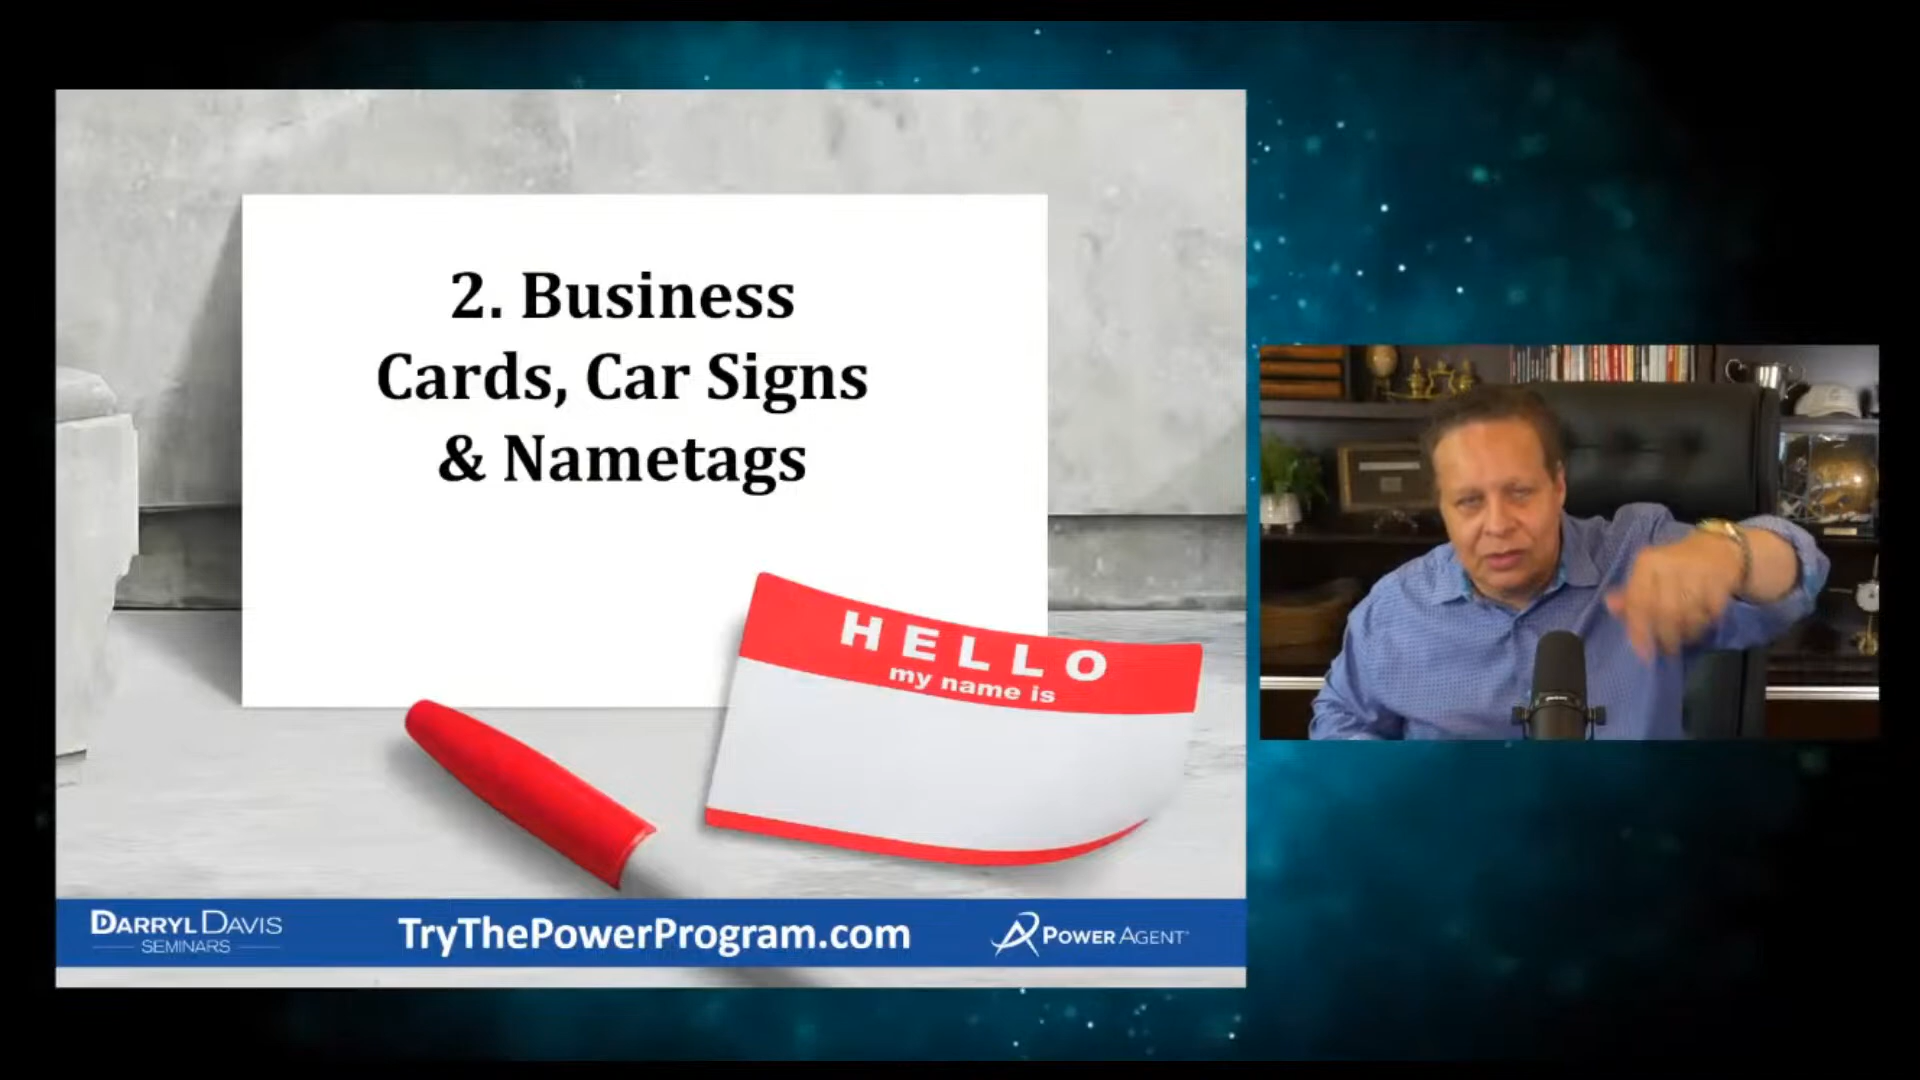 2. Business
Cards, Car Signs
& Nametags
HELLO
my name is
DARRYL DAVIS
SEMINARS
TryThePowerProgram.com
POWER AGENT